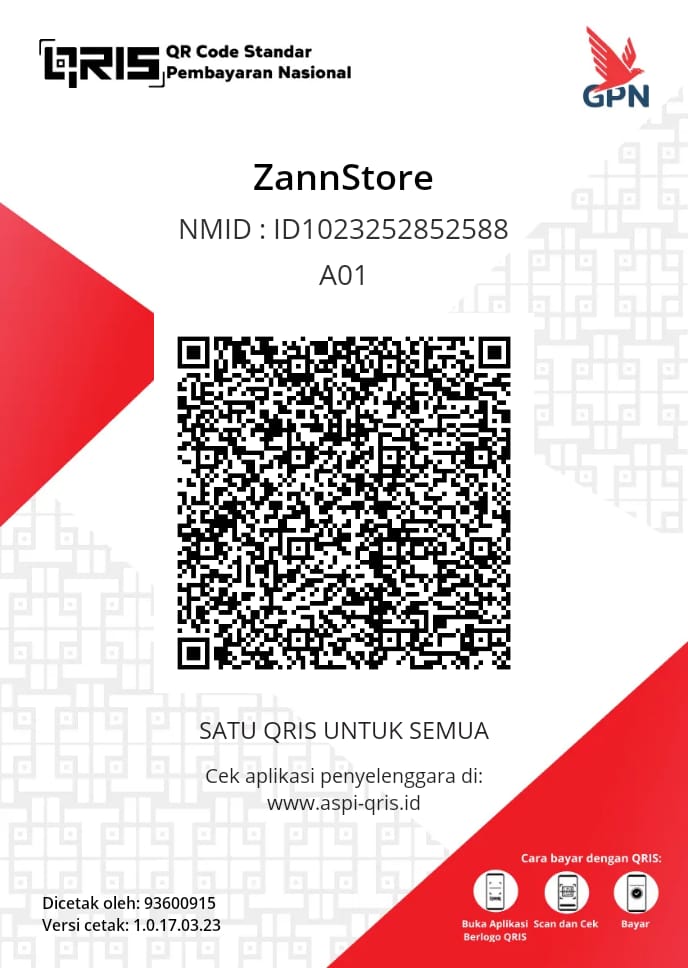 QRIS QR Code Standar
Pembayaran Nasional
GPN
ZannStore
NMID : ID1023252852588
A01
SATU QRIS UNTUK SEMUA
Cek aplikasi penyelenggara di:
www.aspi-qris.id
Cara bayar dengan QRIS:
Buka Aplikasi
Berlogo QRIS
Scan dan Cek
Bayar
Dicetak oleh: 93600915
Versi cetak: 1.0.17.03.23